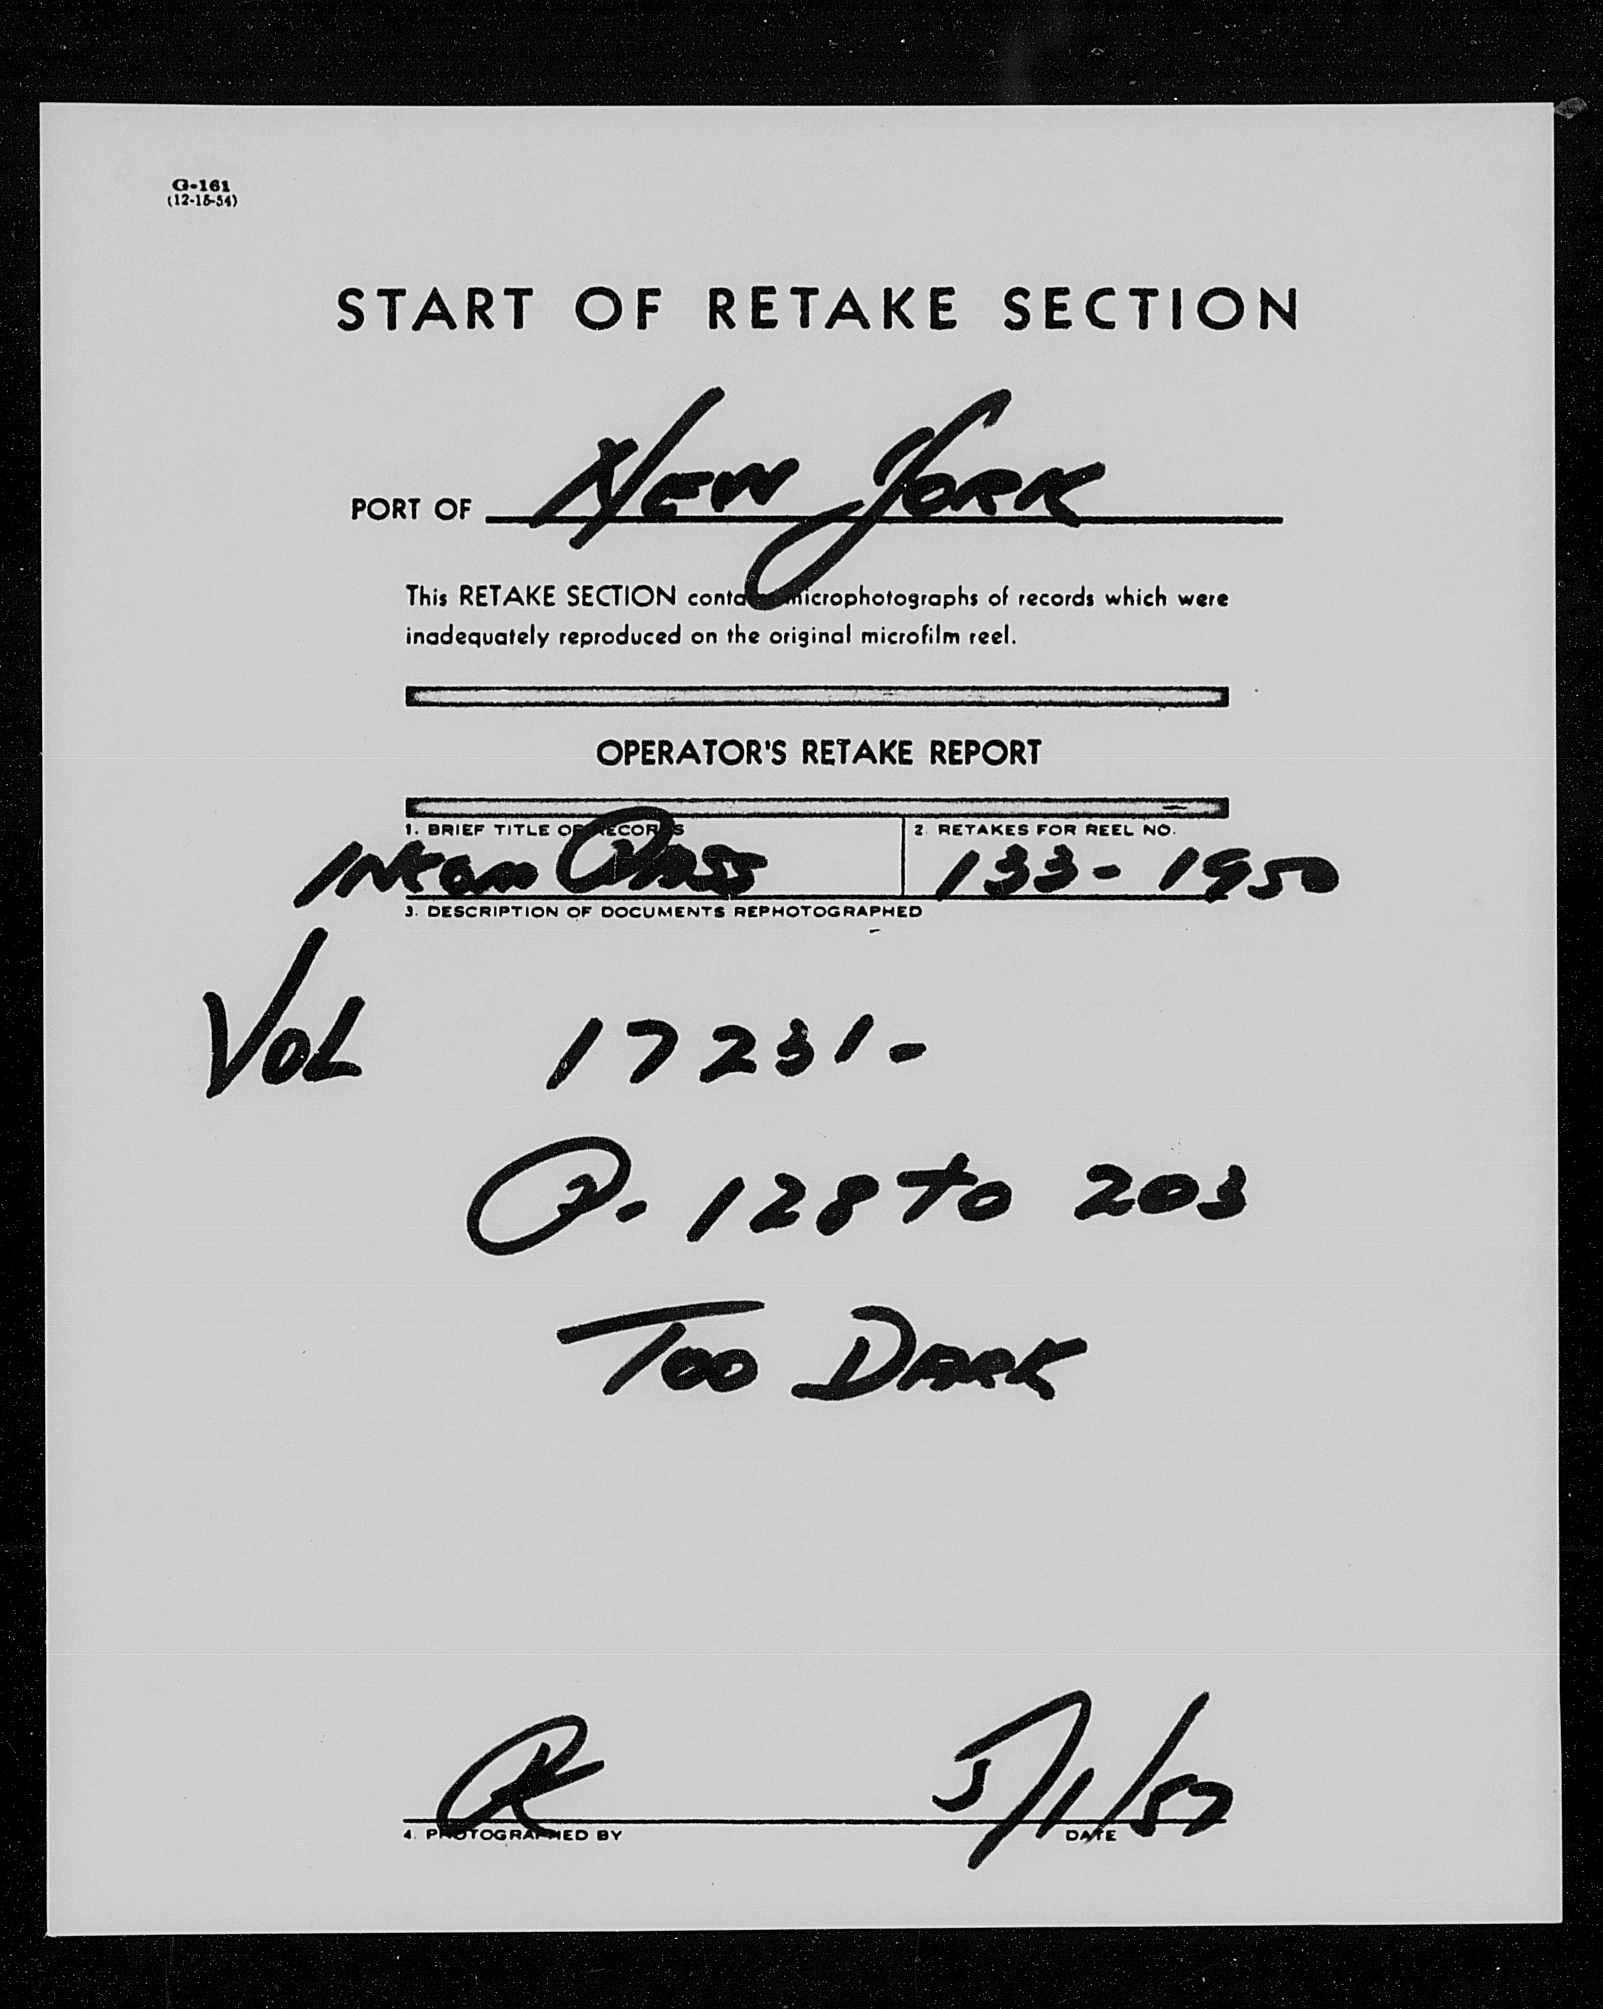 G-161
(12-15-54)
START OF RETAKE SECTION
PORT OF New York
This RETAKE SECTION contains microphotographs of records which were
inadequately reproduced on the original microfilm reel.
OPERATOR'S RETAKE REPORT
1. BRIEF TITLE OF RECORDS 2. RETAKES FOR REEL NO.
Incom Pass 133-1950
3. DESCRIPTION OF DOCUMENTS REPHOTOGRAPHED
Vol 17231-
P. 128 to 203
Too Dark
R 5/1/57
4. PHOTOGRAPHED BY DATE